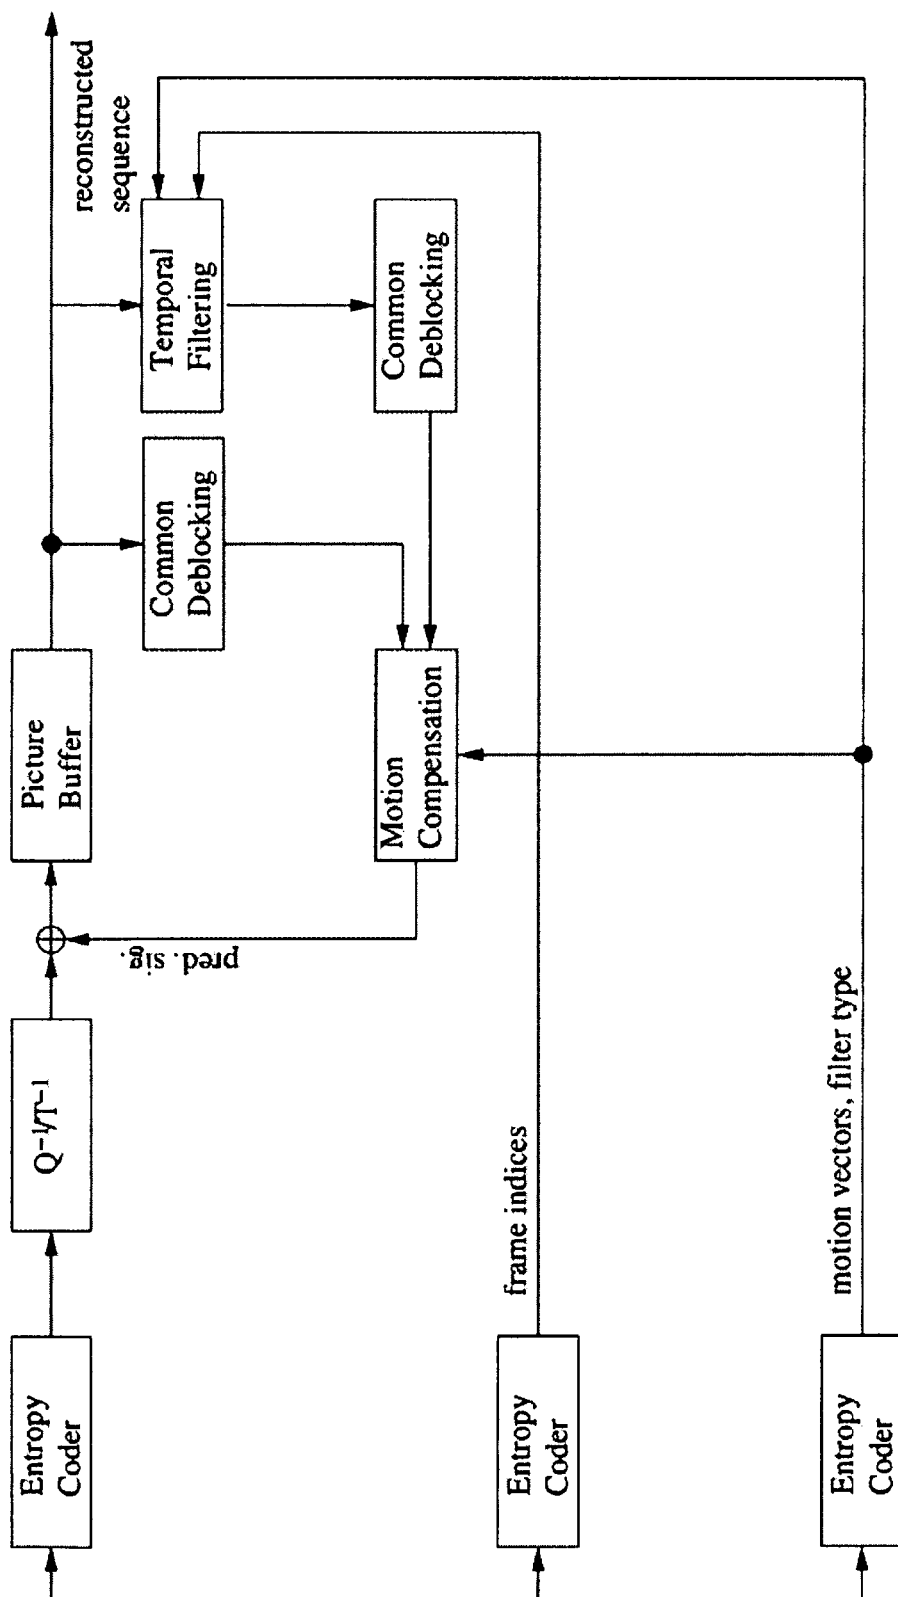 Entropy
Coder
Q⁻¹/T⁻¹
pred. sig.
Picture
Buffer
Common
Deblocking
Motion
Compensation
Temporal
Filtering
Common
Deblocking
reconstructed
sequence
Entropy
Coder
frame indices
Entropy
Coder
motion vectors, filter type